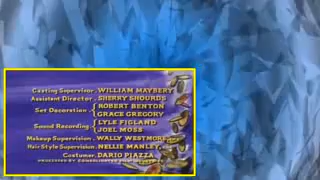 Casting Supervisor . WILLIAM MAYBERY
Assistant Director . SHERRY SHOURDS
Set Decoration . { ROBERT BENTON
GRACE GREGORY
Sound Recording . { LYLE FIGLAND
JOEL MOSS
Makeup Supervision . WALLY WESTMORE
Hair Style Supervision . NELLIE MANLEY
Costumer . DARIO PIAZZA